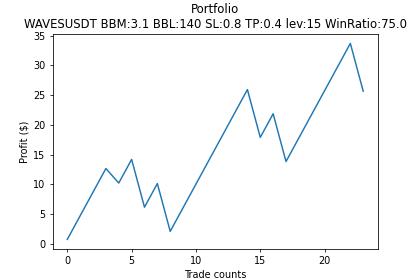 Portfolio
WAVESUSDT BBM:3.1 BBL:140 SL:0.8 TP:0.4 lev:15 WinRatio:75.0
35
30
25
20
15
10
5
0
Profit ($)
0 5 10 15 20
Trade counts